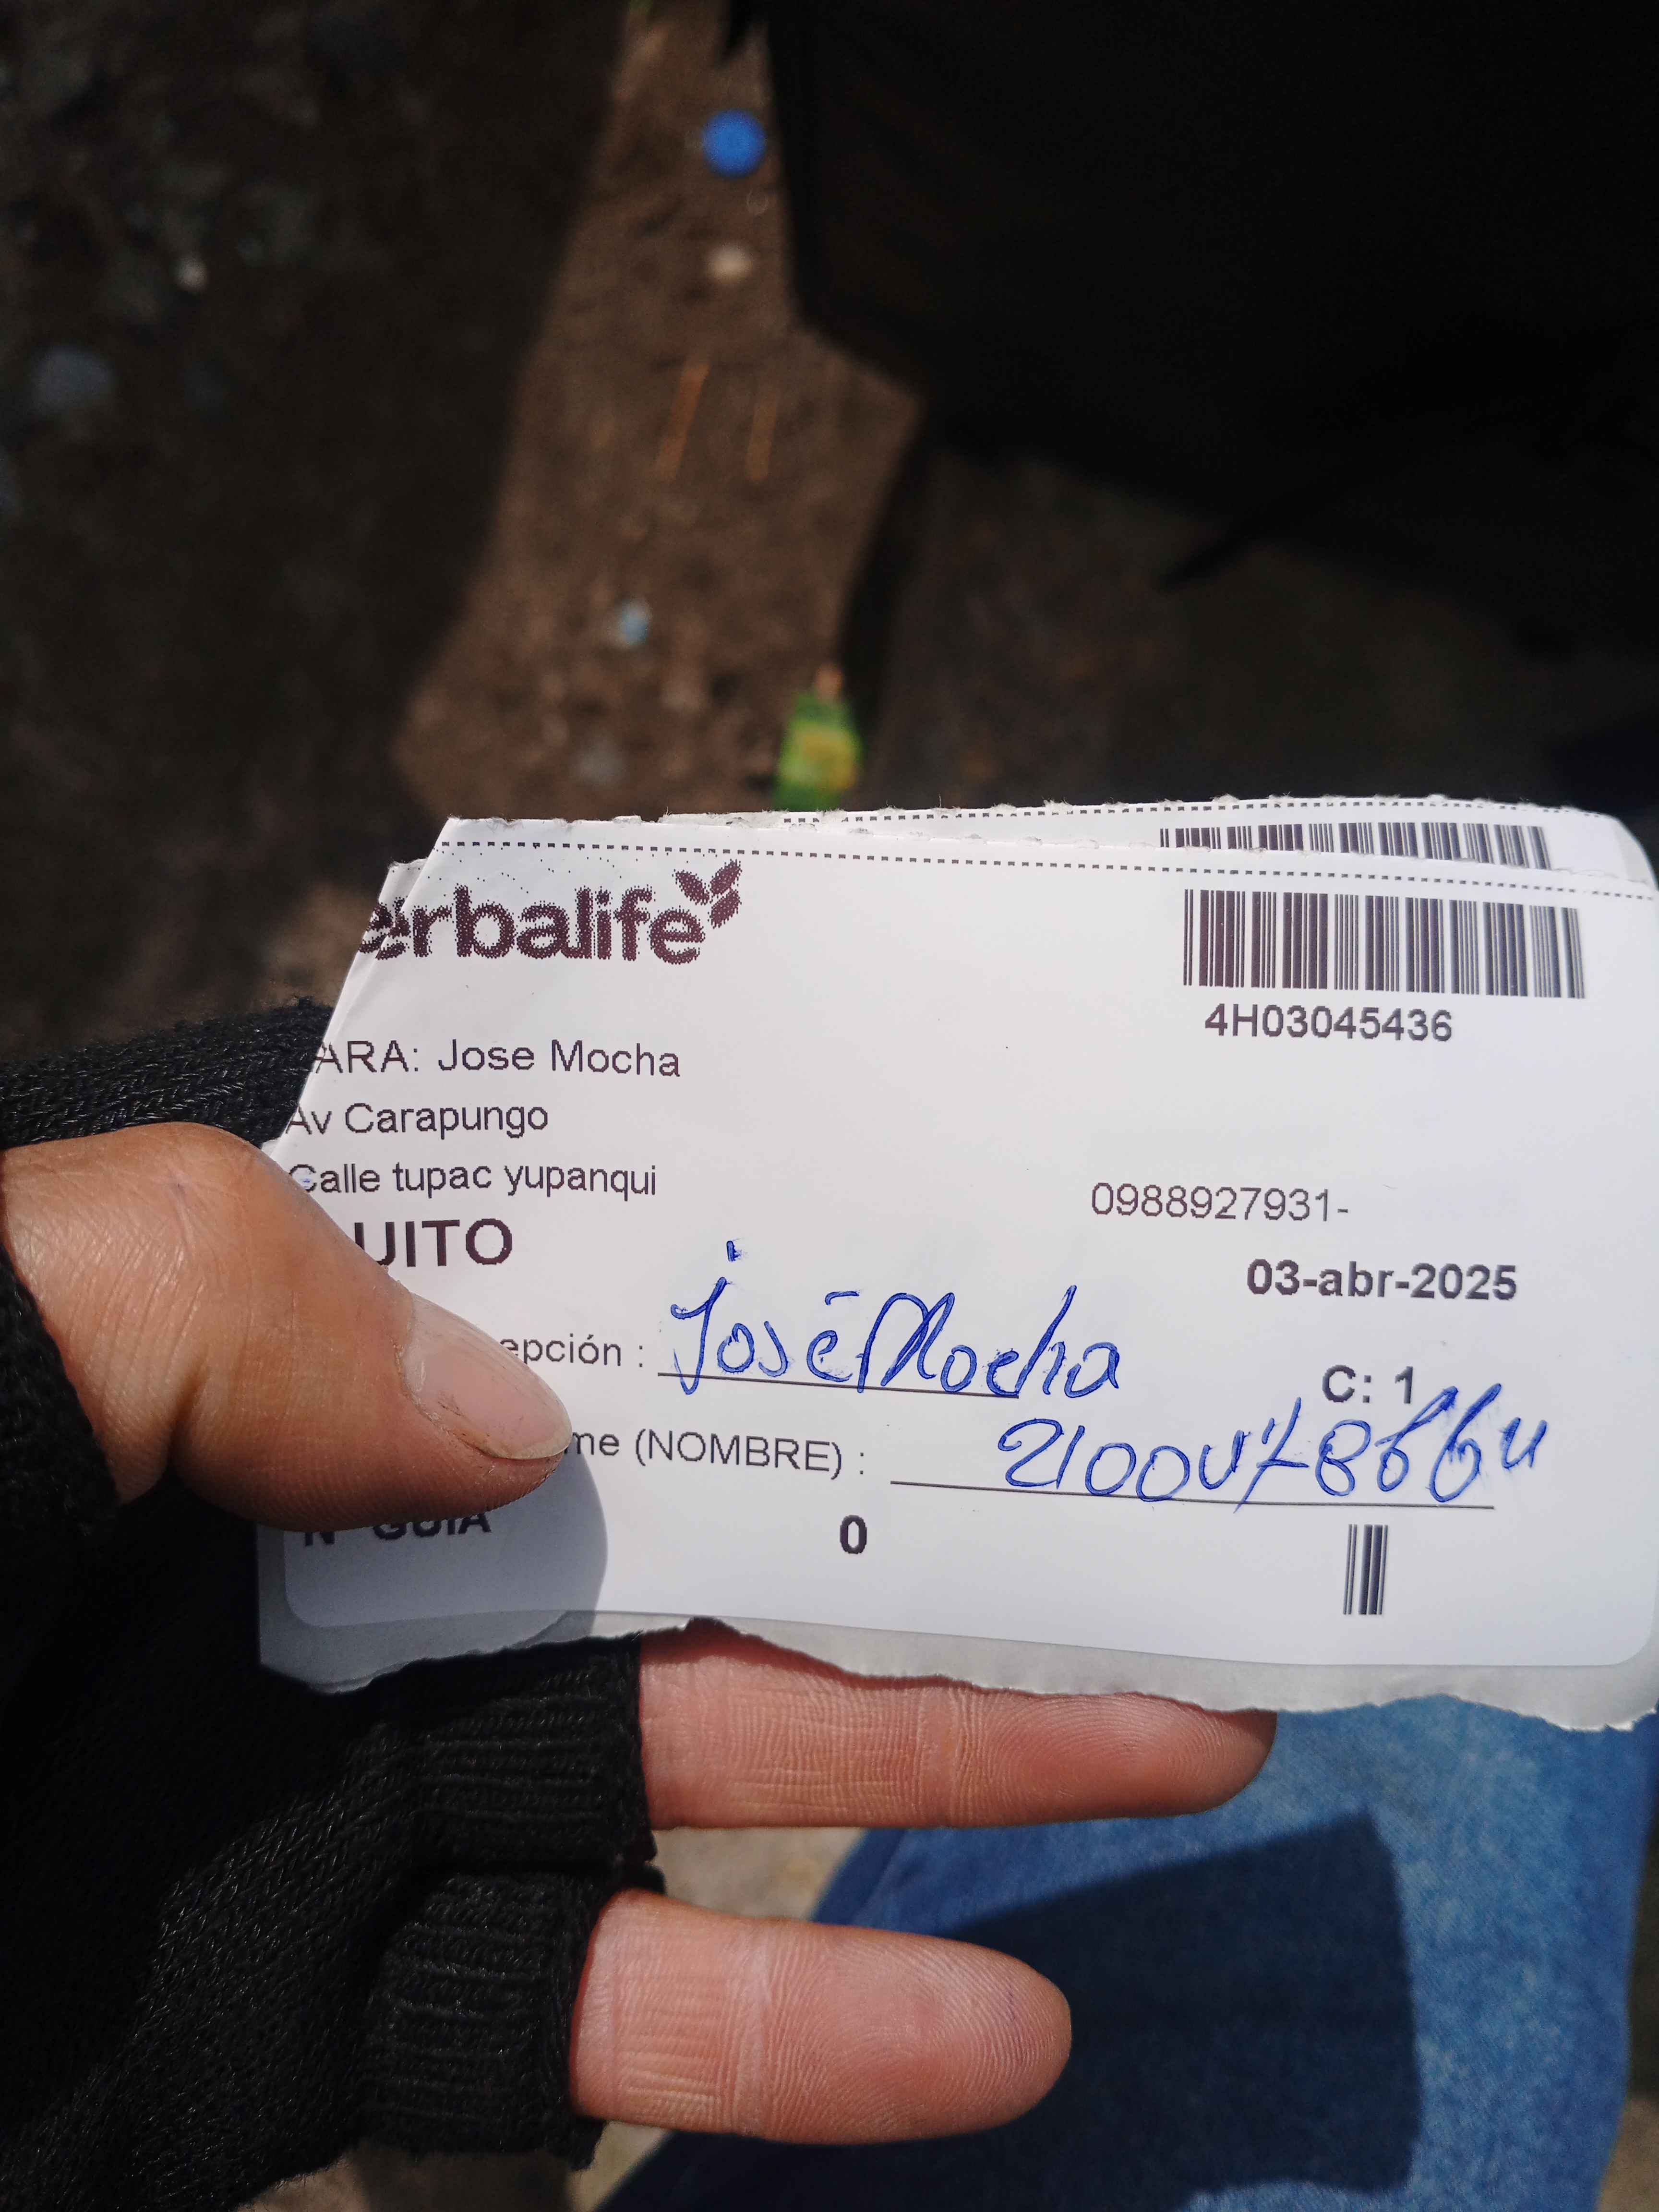 erbalife
4H03045436
ARA: Jose Mocha
Av Carapungo
Calle tupac yupanqui
0988927931-
UITO
03-abr-2025
epción : José Mocha
C: 1
me (NOMBRE) :
N° GUIA 0